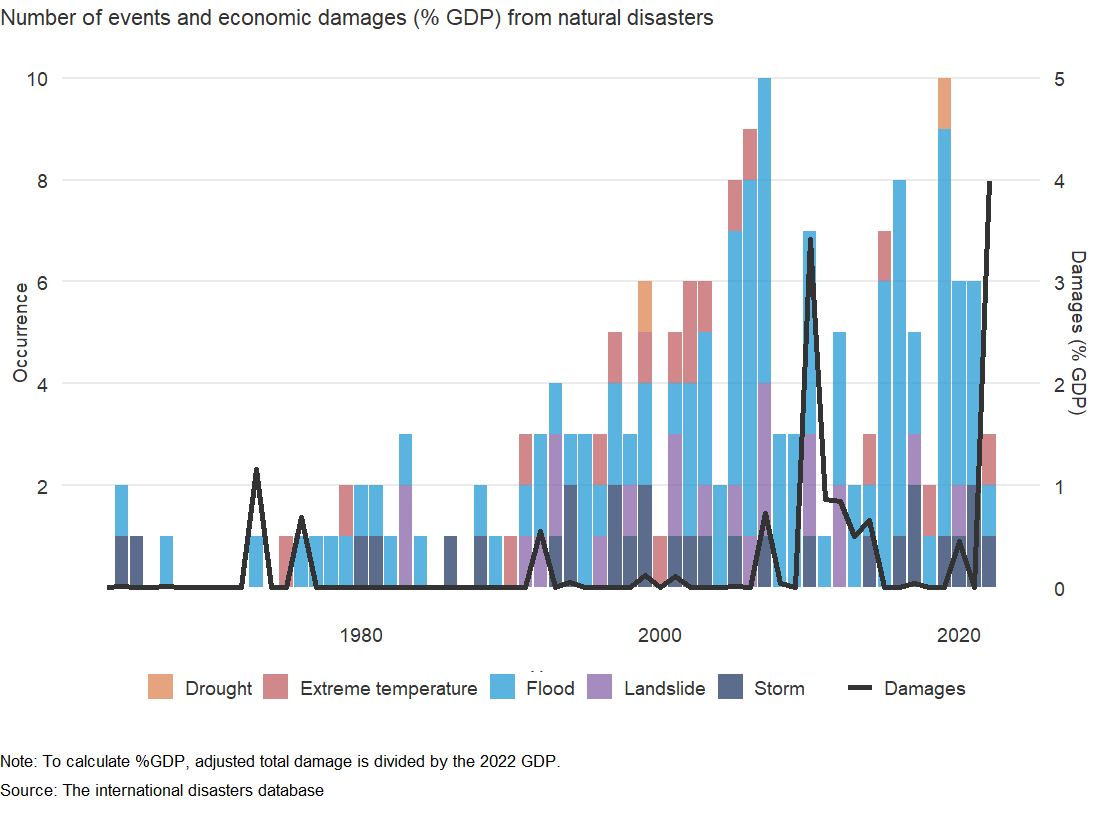 Number of events and economic damages (% GDP) from natural disasters
10
8
6
4
2
5
4
3
2
1
0
Occurrence
Damages (% GDP)
1980
2000
2020
Drought
Extreme temperature
Flood
Landslide
Storm
Damages
Note: To calculate %GDP, adjusted total damage is divided by the 2022 GDP.
Source: The international disasters database